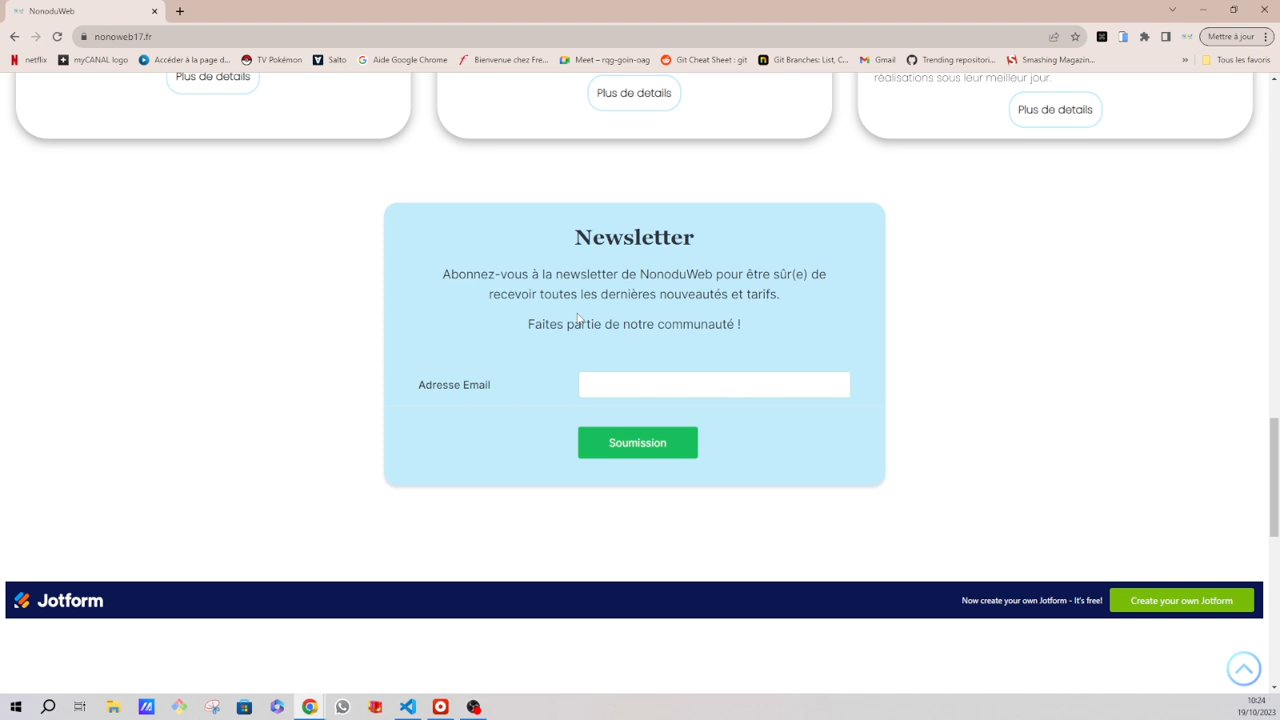 NonoduWeb
nonoweb17.fr
Mettre à jour
netflix
myCANAL logo
Accéder à la page d...
TV Pokémon
Salto
Aide Google Chrome
Bienvenue chez Fre...
Meet – rqg-goin-oag
Git Cheat Sheet : git
Git Branches: List, C...
Gmail
Trending repositori...
Smashing Magazin...
»
Tous les favoris
réalisations sous leur meilleur jour.
Plus de details
Plus de details
Plus de details
Newsletter
Abonnez-vous à la newsletter de NonoduWeb pour être sûr(e) de
recevoir toutes les dernières nouveautés et tarifs.
Faites partie de notre communauté !
Adresse Email
Soumission
Jotform
Now create your own Jotform - It's free!
Create your own Jotform
10:24
19/10/2023